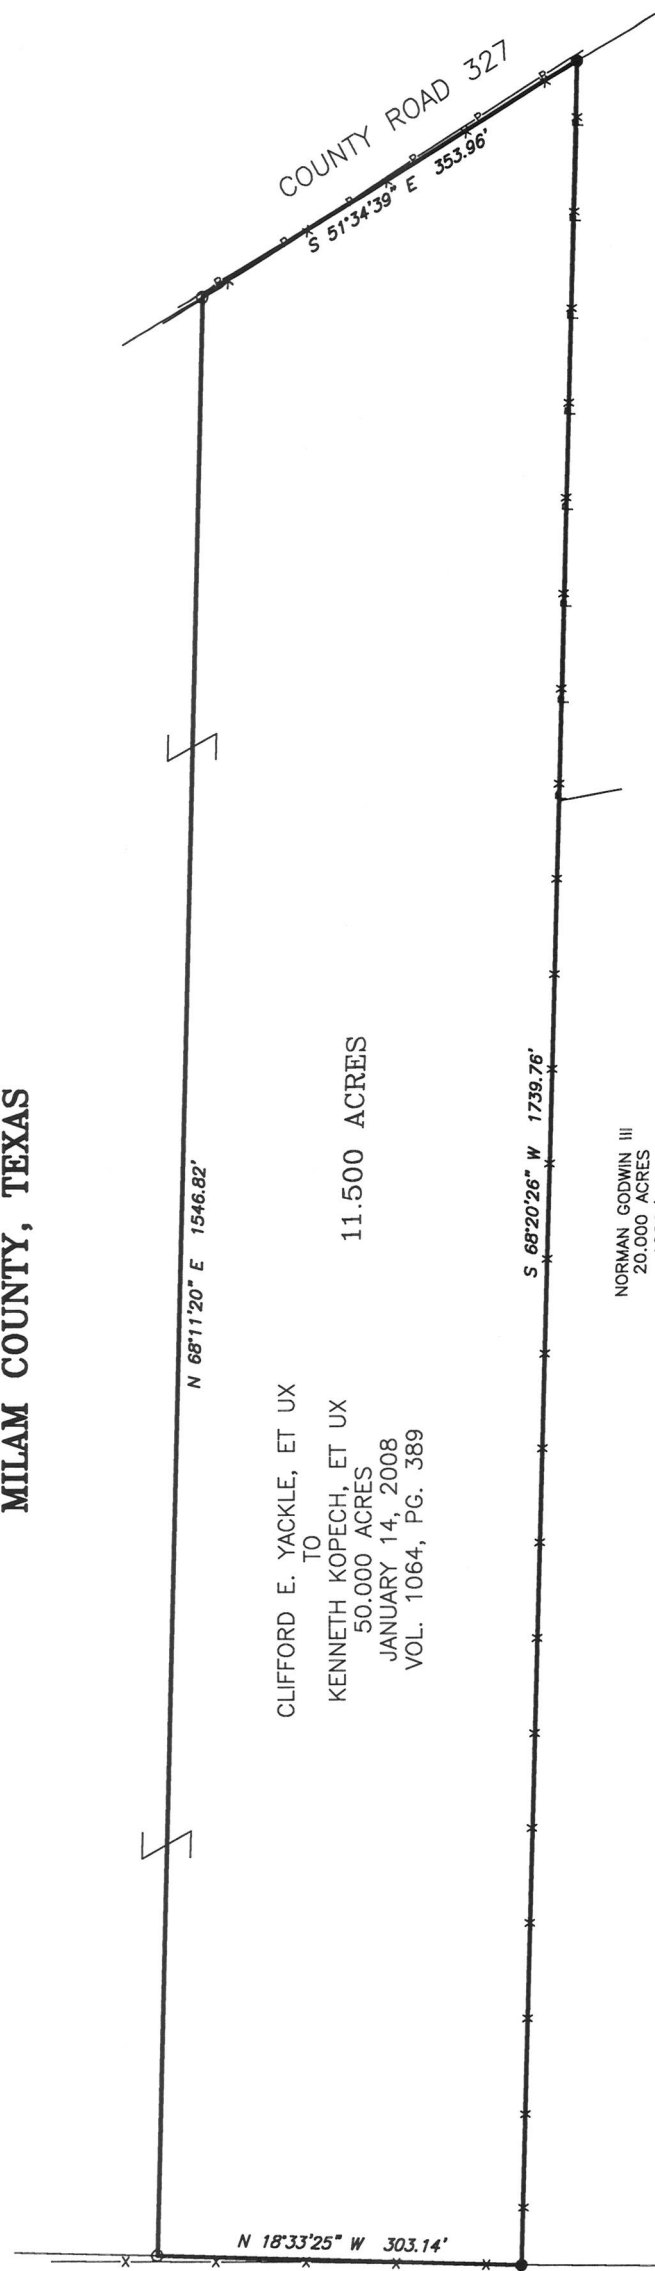 MILAM COUNTY, TEXAS
COUNTY ROAD 327
S 51°34'39" E 353.96'
N 68°11'20" E 1546.82'
11.500 ACRES
CLIFFORD E. YACKLE, ET UX
TO
KENNETH KOPECH, ET UX
50.000 ACRES
JANUARY 14, 2008
VOL. 1064, PG. 389
S 68°20'26" W 1739.76'
NORMAN GODWIN III
20.000 ACRES
N 18°33'25" W 303.14'